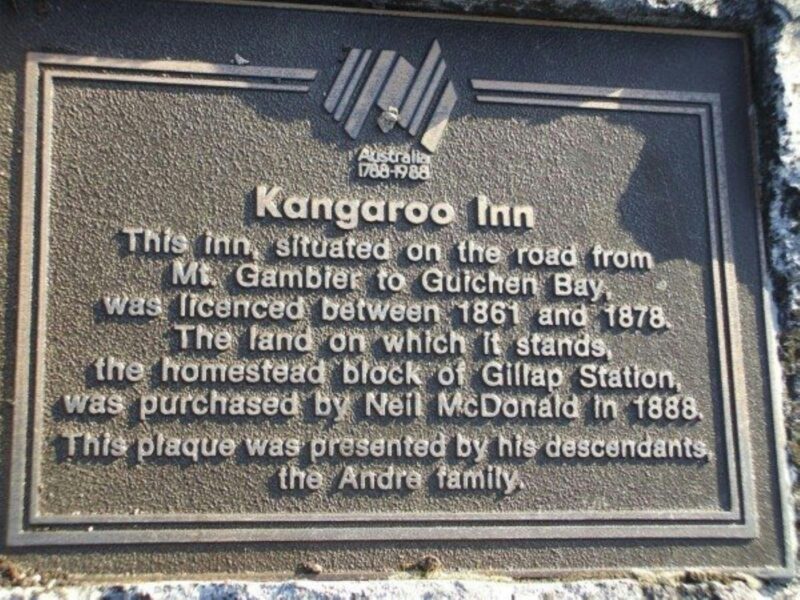 Australia
1788-1988
Kangaroo Inn
This inn, situated on the road from
Mt. Gambier to Guichen Bay,
was licenced between 1861 and 1878.
The land on which it stands,
the homestead block of Gillap Station,
was purchased by Neil McDonald in 1888.
This plaque was presented by his descendants,
the Andre family.